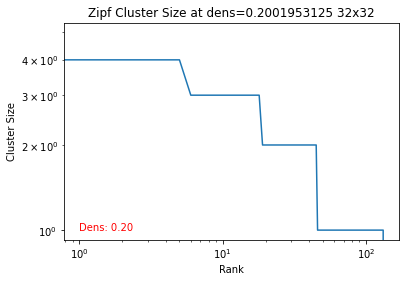 Zipf Cluster Size at dens=0.2001953125 32x32
Cluster Size
4 × 10⁰
3 × 10⁰
2 × 10⁰
10⁰
Dens: 0.20
10⁰ 10¹ 10²
Rank